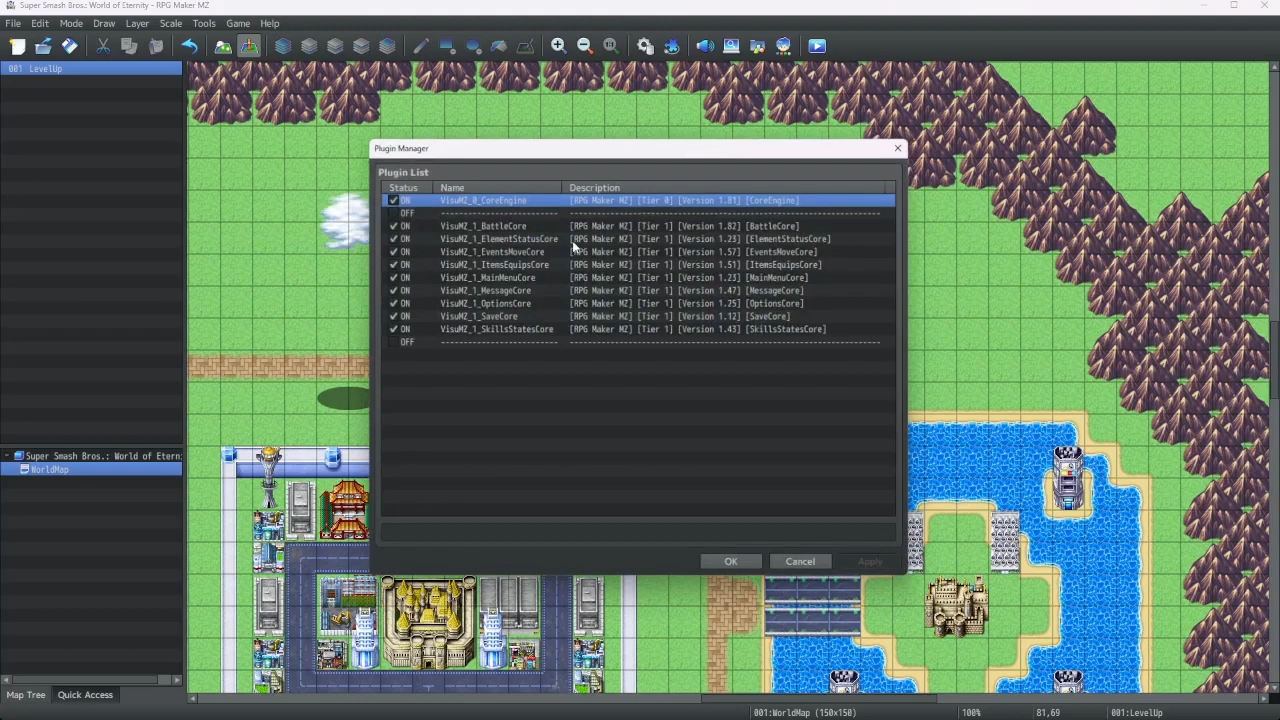 Super Smash Bros.: World of Eternity - RPG Maker MZ
File Edit Mode Draw Layer Scale Tools Game Help
001 LevelUp
Plugin Manager
Plugin List
Status Name Description
ON VisuMZ_0_CoreEngine [RPG Maker MZ] [Tier 0] [Version 1.81] [CoreEngine]
OFF ------------------------- -----------------------------------------------------------------
ON VisuMZ_1_BattleCore [RPG Maker MZ] [Tier 1] [Version 1.82] [BattleCore]
ON VisuMZ_1_ElementStatusCore [RPG Maker MZ] [Tier 1] [Version 1.23] [ElementStatusCore]
ON VisuMZ_1_EventsMoveCore [RPG Maker MZ] [Tier 1] [Version 1.57] [EventsMoveCore]
ON VisuMZ_1_ItemsEquipsCore [RPG Maker MZ] [Tier 1] [Version 1.51] [ItemsEquipsCore]
ON VisuMZ_1_MainMenuCore [RPG Maker MZ] [Tier 1] [Version 1.23] [MainMenuCore]
ON VisuMZ_1_MessageCore [RPG Maker MZ] [Tier 1] [Version 1.47] [MessageCore]
ON VisuMZ_1_OptionsCore [RPG Maker MZ] [Tier 1] [Version 1.25] [OptionsCore]
ON VisuMZ_1_SaveCore [RPG Maker MZ] [Tier 1] [Version 1.12] [SaveCore]
ON VisuMZ_1_SkillsStatesCore [RPG Maker MZ] [Tier 1] [Version 1.43] [SkillsStatesCore]
OFF ------------------------- -----------------------------------------------------------------
OK Cancel Apply
Super Smash Bros.: World of Etern
WorldMap
Map Tree Quick Access
001:WorldMap (150×150) 100% 81,69 001:LevelUp